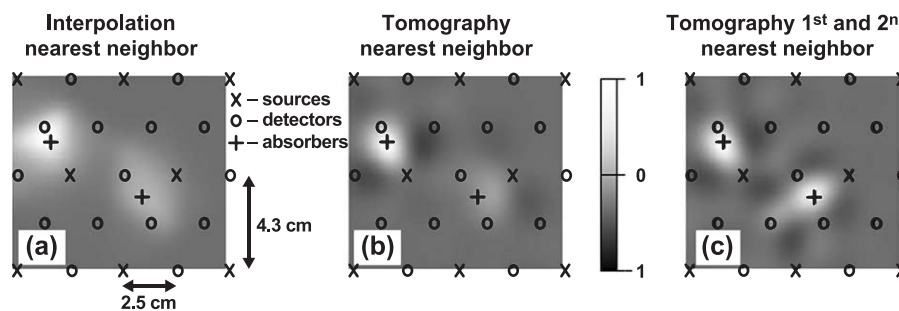 Interpolation
nearest neighbor
Tomography
nearest neighbor
Tomography 1st and 2n
nearest neighbor
x – sources
o – detectors
+ – absorbers
4.3 cm
2.5 cm
(a)
(b)
1
0
1
(c)